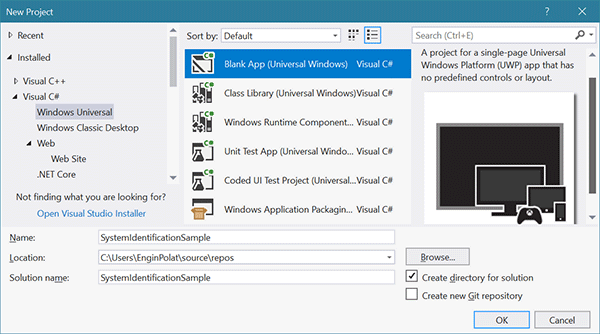 New Project
Recent
Installed
Visual C++
Visual C#
Windows Universal
Windows Classic Desktop
Web
Web Site
.NET Core
Not finding what you are looking for?
Open Visual Studio Installer
Sort by: Default
Blank App (Universal Windows) Visual C#
Class Library (Universal Windows) Visual C#
Windows Runtime Component... Visual C#
Unit Test App (Universal Windo... Visual C#
Coded UI Test Project (Universa... Visual C#
Windows Application Packagin... Visual C#
Search (Ctrl+E)
A project for a single-page Universal
Windows Platform (UWP) app that has
no predefined controls or layout.
Name: SystemIdentificationSample
Location: C:\Users\EnginPolat\source\repos
Browse...
Solution name: SystemIdentificationSample
Create directory for solution
Create new Git repository
OK
Cancel